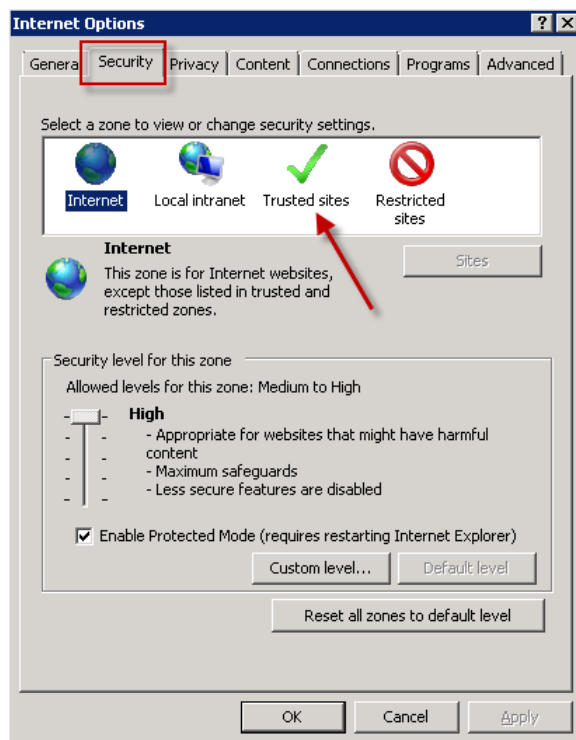 Internet Options
General
Security
Privacy
Content
Connections
Programs
Advanced
Select a zone to view or change security settings.
Internet
Local intranet
Trusted sites
Restricted
sites
Internet
This zone is for Internet websites,
except those listed in trusted and
restricted zones.
Sites
Security level for this zone
Allowed levels for this zone: Medium to High
High
- Appropriate for websites that might have harmful
content
- Maximum safeguards
- Less secure features are disabled
Enable Protected Mode (requires restarting Internet Explorer)
Custom level...
Default level
Reset all zones to default level
OK
Cancel
Apply